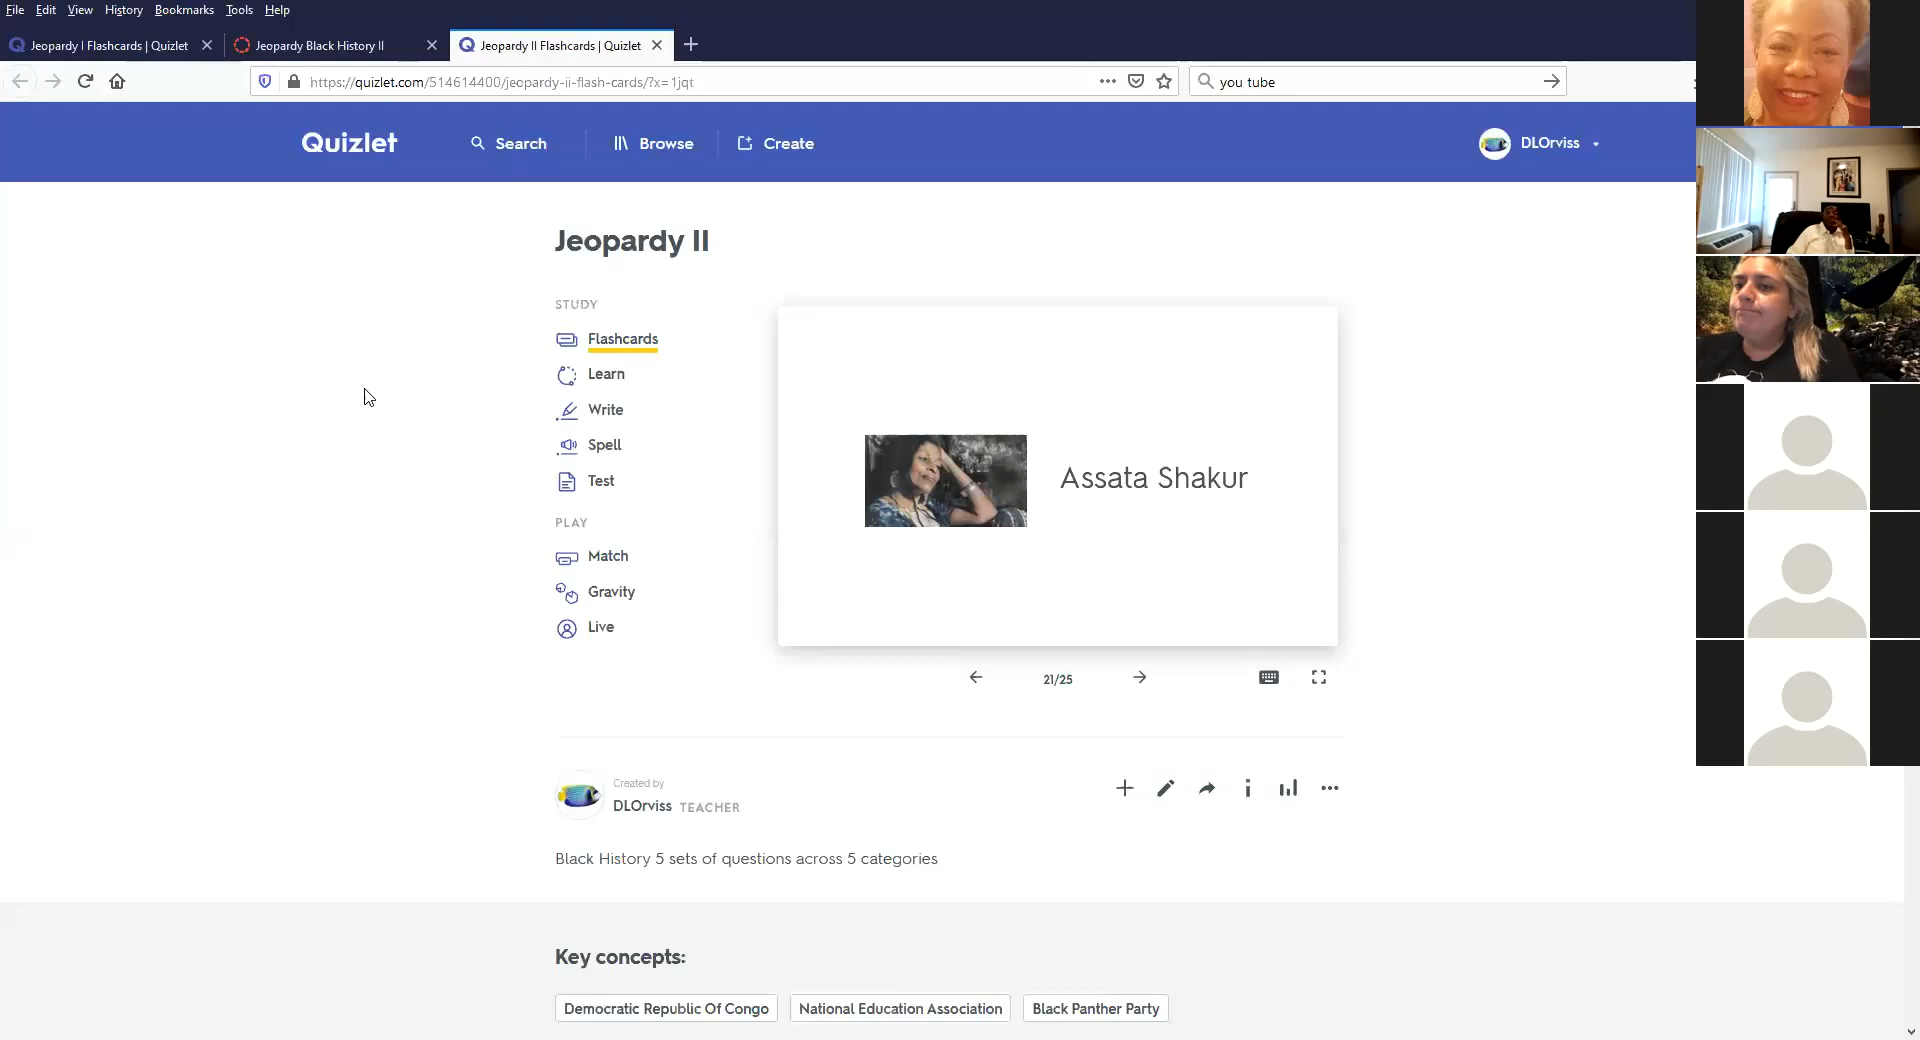 File Edit View History Bookmarks Tools Help
Jeopardy I Flashcards | Quizlet
Jeopardy Black History II
Jeopardy II Flashcards | Quizlet
https://quizlet.com/514614400/jeopardy-ii-flash-cards/?x=1jqt
you tube
Quizlet
Search
Browse
Create
DLOrviss
Jeopardy II
STUDY
Flashcards
Learn
Write
Spell
Test
PLAY
Match
Gravity
Live
Assata Shakur
21/25
Created by
DLOrviss TEACHER
Black History 5 sets of questions across 5 categories
Key concepts:
Democratic Republic Of Congo
National Education Association
Black Panther Party